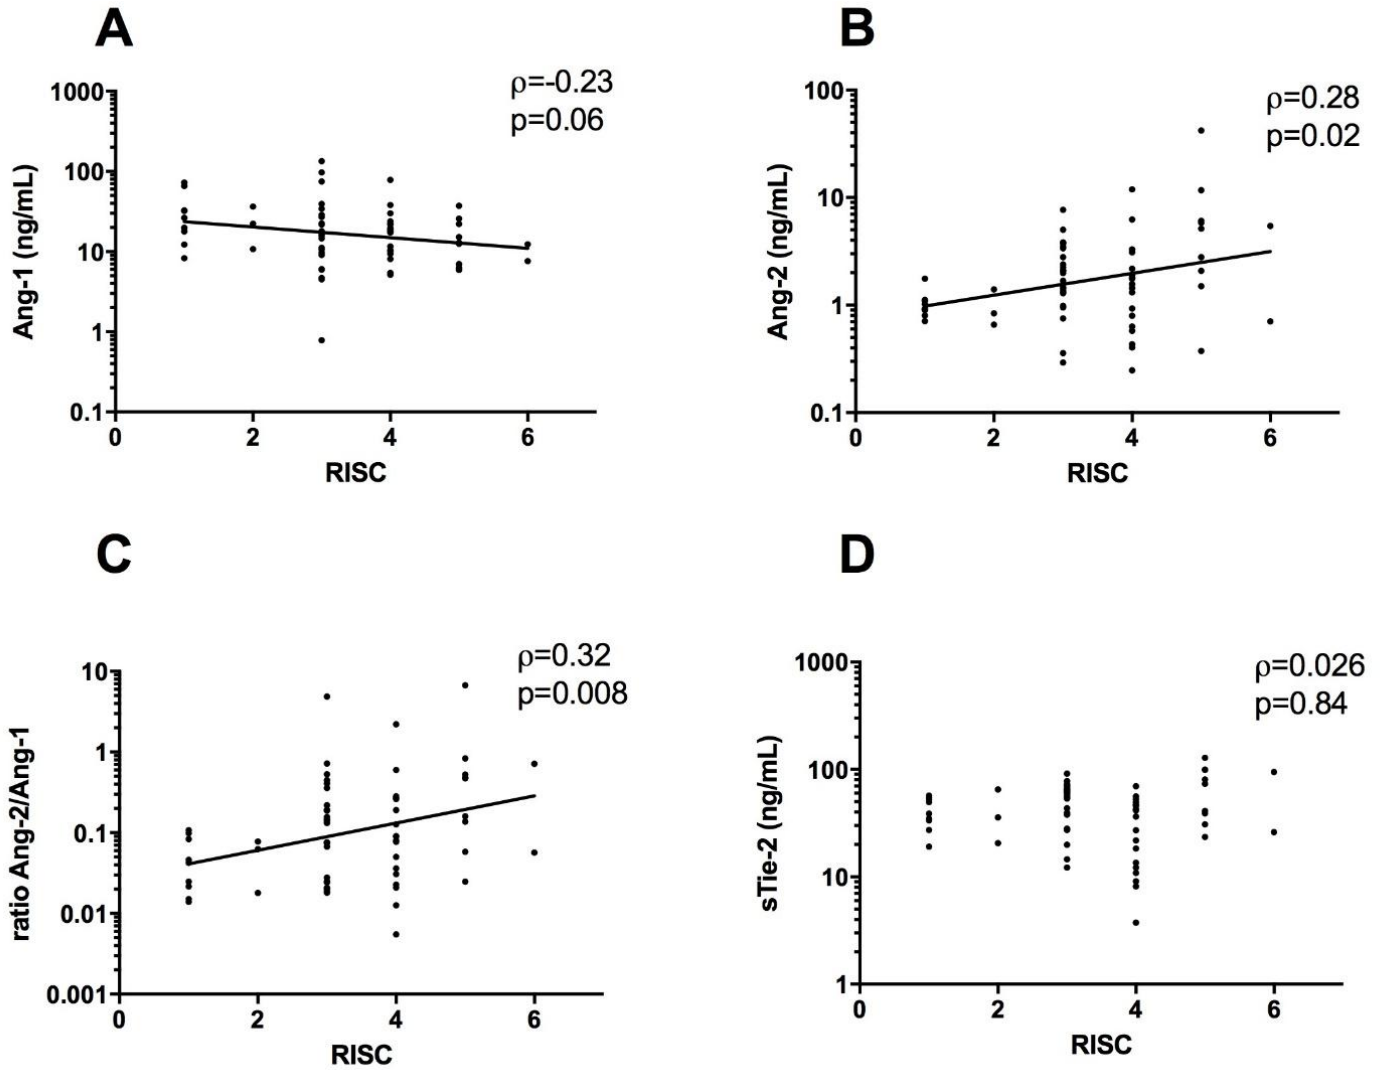 A
ρ=-0.23
p=0.06
1000
100
10
1
0.1
Ang-1 (ng/mL)
0 2 4 6
RISC
B
ρ=0.28
p=0.02
100
10
1
0.1
Ang-2 (ng/mL)
0 2 4 6
RISC
C
ρ=0.32
p=0.008
10
1
0.1
0.01
0.001
ratio Ang-2/Ang-1
0 2 4 6
RISC
D
ρ=0.026
p=0.84
1000
100
10
1
sTie-2 (ng/mL)
0 2 4 6
RISC